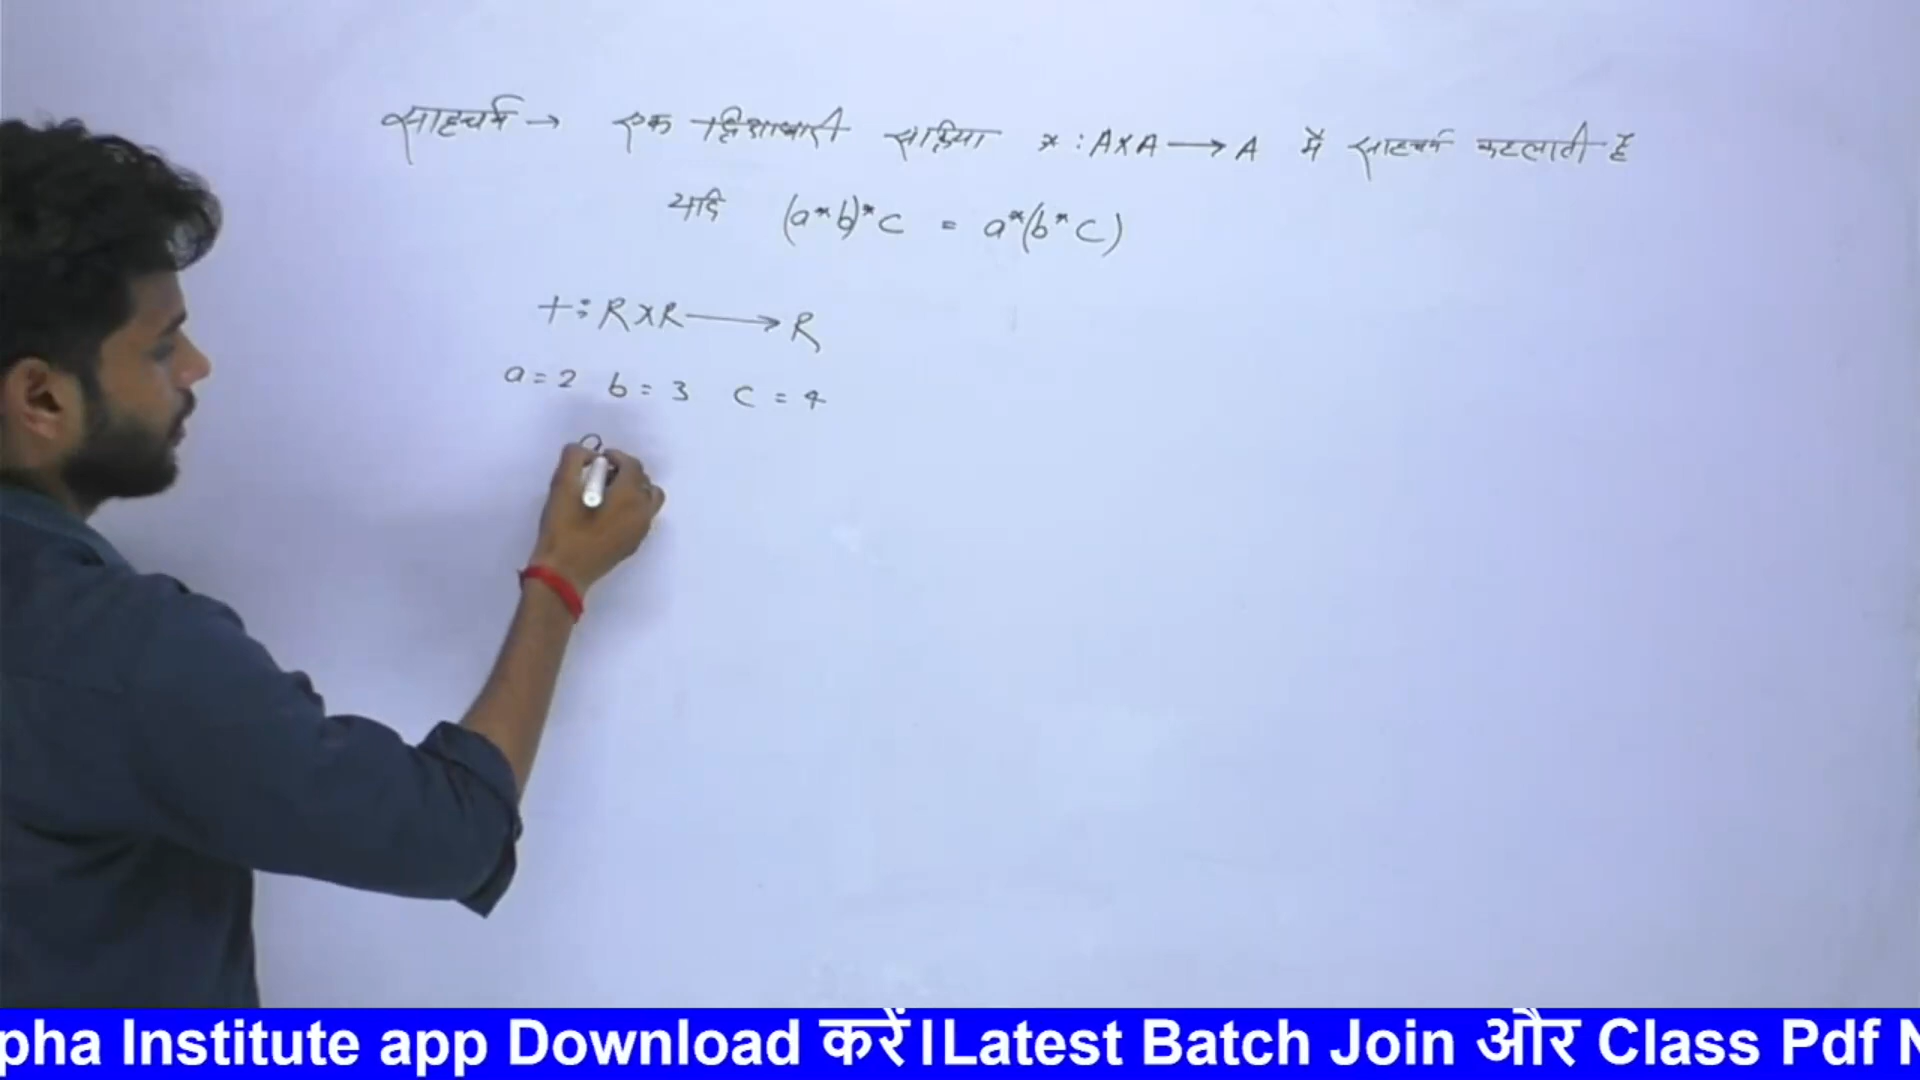 साहचर्य → एक द्विआधारी संक्रिया * : A×A → A में साहचर्य कहलाती है
यदि (a*b)*c = a*(b*c)
+ : R×R → R
a = 2 b = 3 c = 4
a
pha Institute app Download करें।Latest Batch Join और Class Pdf N